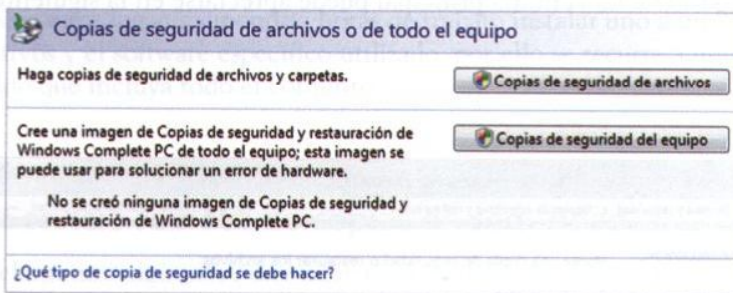 Copias de seguridad de archivos o de todo el equipo
Haga copias de seguridad de archivos y carpetas.
Copias de seguridad de archivos
Cree una imagen de Copias de seguridad y restauración de
Windows Complete PC de todo el equipo; esta imagen se
puede usar para solucionar un error de hardware.
Copias de seguridad del equipo
No se creó ninguna imagen de Copias de seguridad y
restauración de Windows Complete PC.
¿Qué tipo de copia de seguridad se debe hacer?